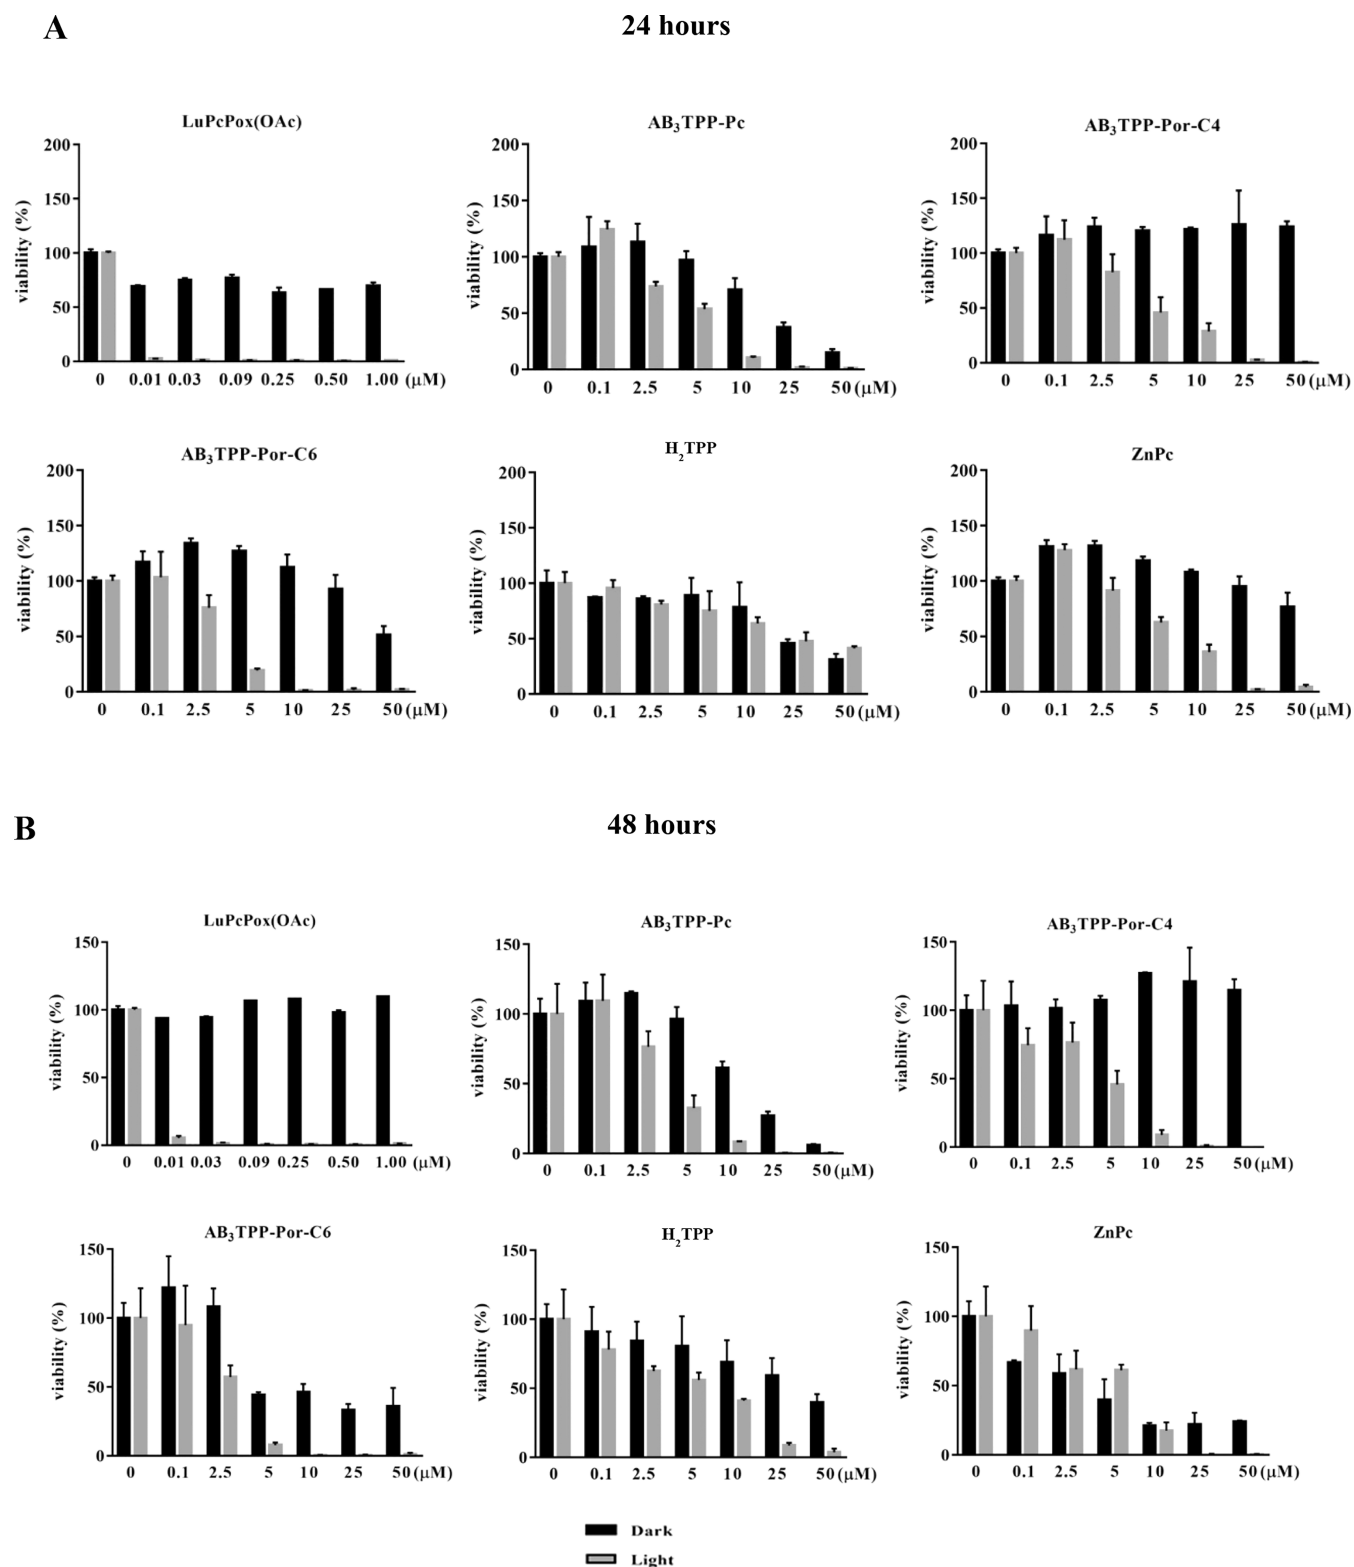 A
24 hours
LuPcPox(OAc)
AB₃TPP-Pc
AB₃TPP-Por-C4
viability (%)
200
150
100
50
0
0 0.01 0.03 0.09 0.25 0.50 1.00 (µM)
viability (%)
200
150
100
50
0
0 0.1 2.5 5 10 25 50 (µM)
viability (%)
200
150
100
50
0
0 0.1 2.5 5 10 25 50 (µM)
AB₃TPP-Por-C6
H₂TPP
ZnPc
viability (%)
200
150
100
50
0
0 0.1 2.5 5 10 25 50 (µM)
viability (%)
200
150
100
50
0
0 0.1 2.5 5 10 25 50 (µM)
viability (%)
200
150
100
50
0
0 0.1 2.5 5 10 25 50 (µM)
B
48 hours
LuPcPox(OAc)
AB₃TPP-Pc
AB₃TPP-Por-C4
viability (%)
150
100
50
0
0 0.01 0.03 0.09 0.25 0.50 1.00 (µM)
viability (%)
150
100
50
0
0 0.1 2.5 5 10 25 50 (µM)
viability (%)
150
100
50
0
0 0.1 2.5 5 10 25 50 (µM)
AB₃TPP-Por-C6
H₂TPP
ZnPc
viability (%)
150
100
50
0
0 0.1 2.5 5 10 25 50 (µM)
viability (%)
150
100
50
0
0 0.1 2.5 5 10 25 50 (µM)
viability (%)
150
100
50
0
0 0.1 2.5 5 10 25 50 (µM)
Dark
Light